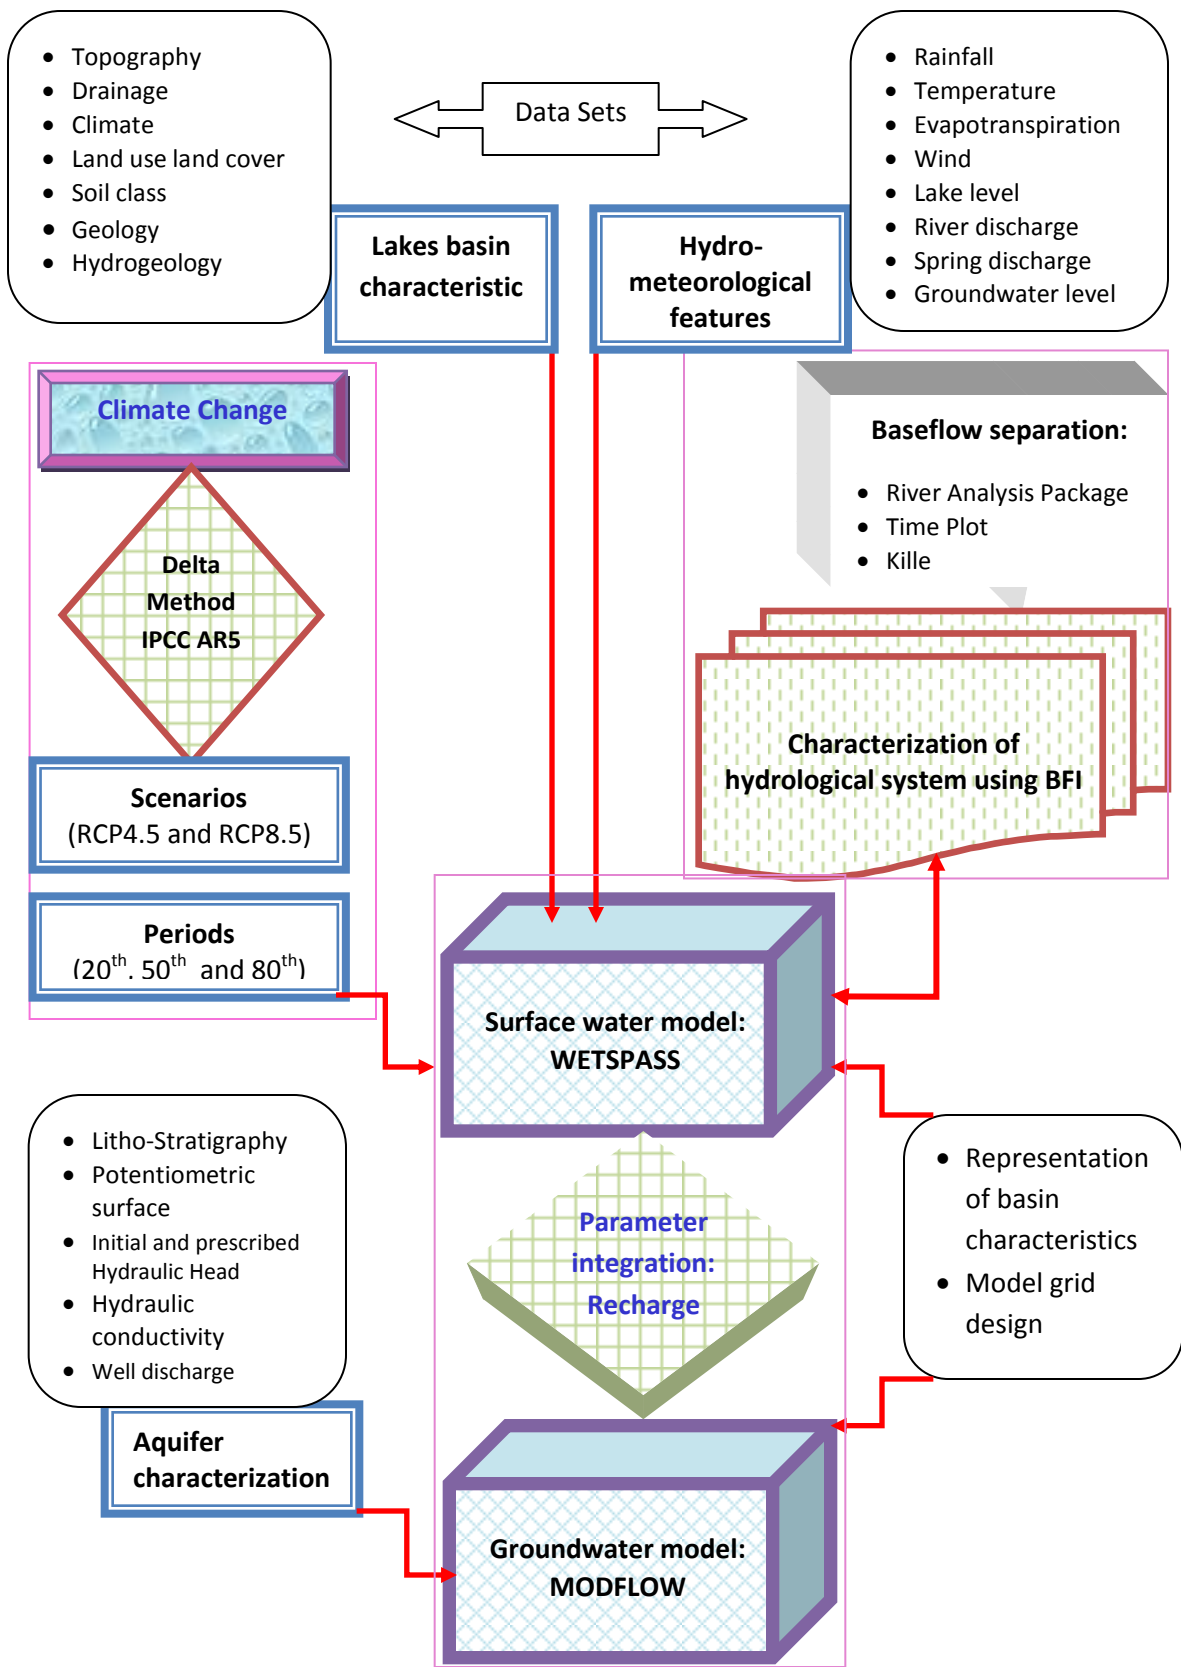 • Topography
• Drainage
• Climate
• Land use land cover
• Soil class
• Geology
• Hydrogeology
Data Sets
• Rainfall
• Temperature
• Evapotranspiration
• Wind
• Lake level
• River discharge
• Spring discharge
• Groundwater level
Lakes basin
characteristic
Hydro-
meteorological
features
Climate Change
Delta
Method
IPCC AR5
Scenarios
(RCP4.5 and RCP8.5)
Periods
(20th, 50th and 80th)
Baseflow separation:
• River Analysis Package
• Time Plot
• Kille
Characterization of
hydrological system using BFI
Surface water model:
WETSPASS
• Litho-Stratigraphy
• Potentiometric
surface
• Initial and prescribed
Hydraulic Head
• Hydraulic
conductivity
• Well discharge
Parameter
integration:
Recharge
• Representation
of basin
characteristics
• Model grid
design
Aquifer
characterization
Groundwater model:
MODFLOW